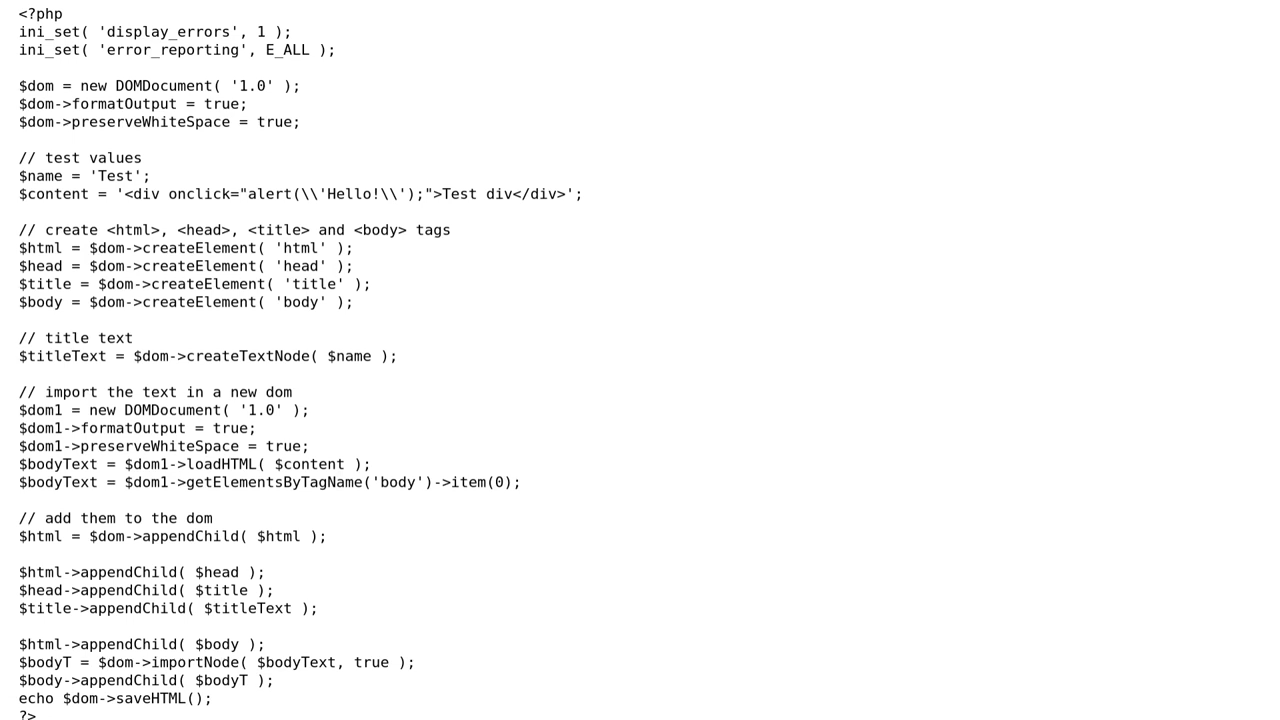 <?php
ini_set( 'display_errors', 1 );
ini_set( 'error_reporting', E_ALL );
$dom = new DOMDocument( '1.0' );
$dom->formatOutput = true;
$dom->preserveWhiteSpace = true;
// test values
$name = 'Test';
$content = '<div onclick="alert(\\'Hello!\\');">Test div</div>';
// create <html>, <head>, <title> and <body> tags
$html = $dom->createElement( 'html' );
$head = $dom->createElement( 'head' );
$title = $dom->createElement( 'title' );
$body = $dom->createElement( 'body' );
// title text
$titleText = $dom->createTextNode( $name );
// import the text in a new dom
$dom1 = new DOMDocument( '1.0' );
$dom1->formatOutput = true;
$dom1->preserveWhiteSpace = true;
$bodyText = $dom1->loadHTML( $content );
$bodyText = $dom1->getElementsByTagName('body')->item(0);
// add them to the dom
$html = $dom->appendChild( $html );
$html->appendChild( $head );
$head->appendChild( $title );
$title->appendChild( $titleText );
$html->appendChild( $body );
$bodyT = $dom->importNode( $bodyText, true );
$body->appendChild( $bodyT );
echo $dom->saveHTML();
?>